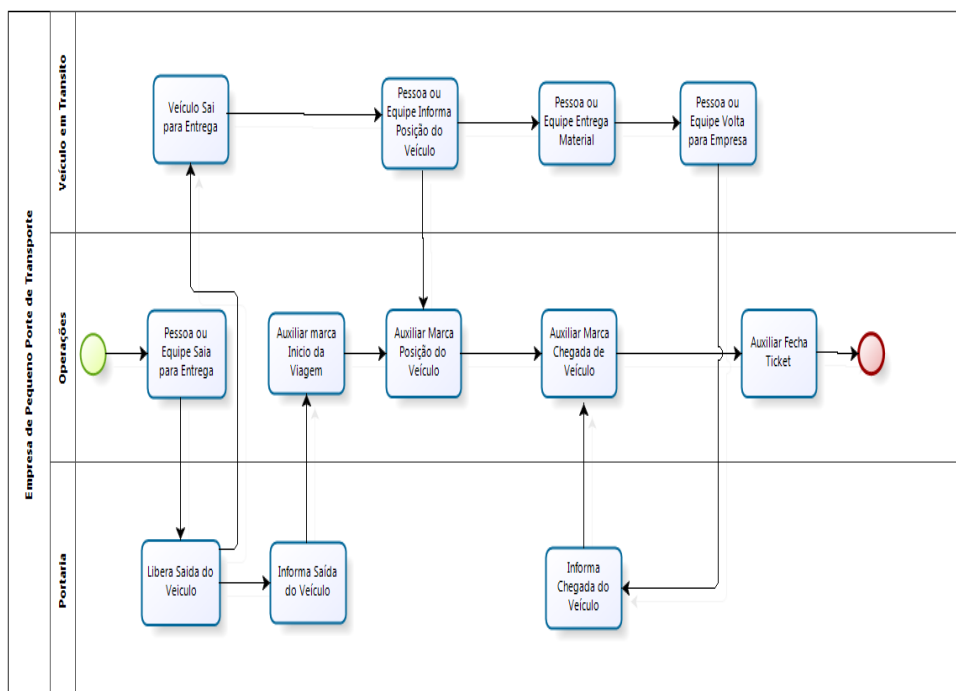 Empresa de Pequeno Porte de Transporte
Veículo em Transito
Veículo Sai
para Entrega
Pessoa ou
Equipe Informa
Posição do
Veículo
Pessoa ou
Equipe Entrega
Material
Pessoa ou
Equipe Volta
para Empresa
Operações
Pessoa ou
Equipe Saia
para Entrega
Auxiliar marca
Inicio da
Viagem
Auxiliar Marca
Posição do
Veículo
Auxiliar Marca
Chegada de
Veículo
Auxiliar Fecha
Ticket
Portaria
Libera Saida do
Veiculo
Informa Saída
do Veículo
Informa
Chegada do
Veículo